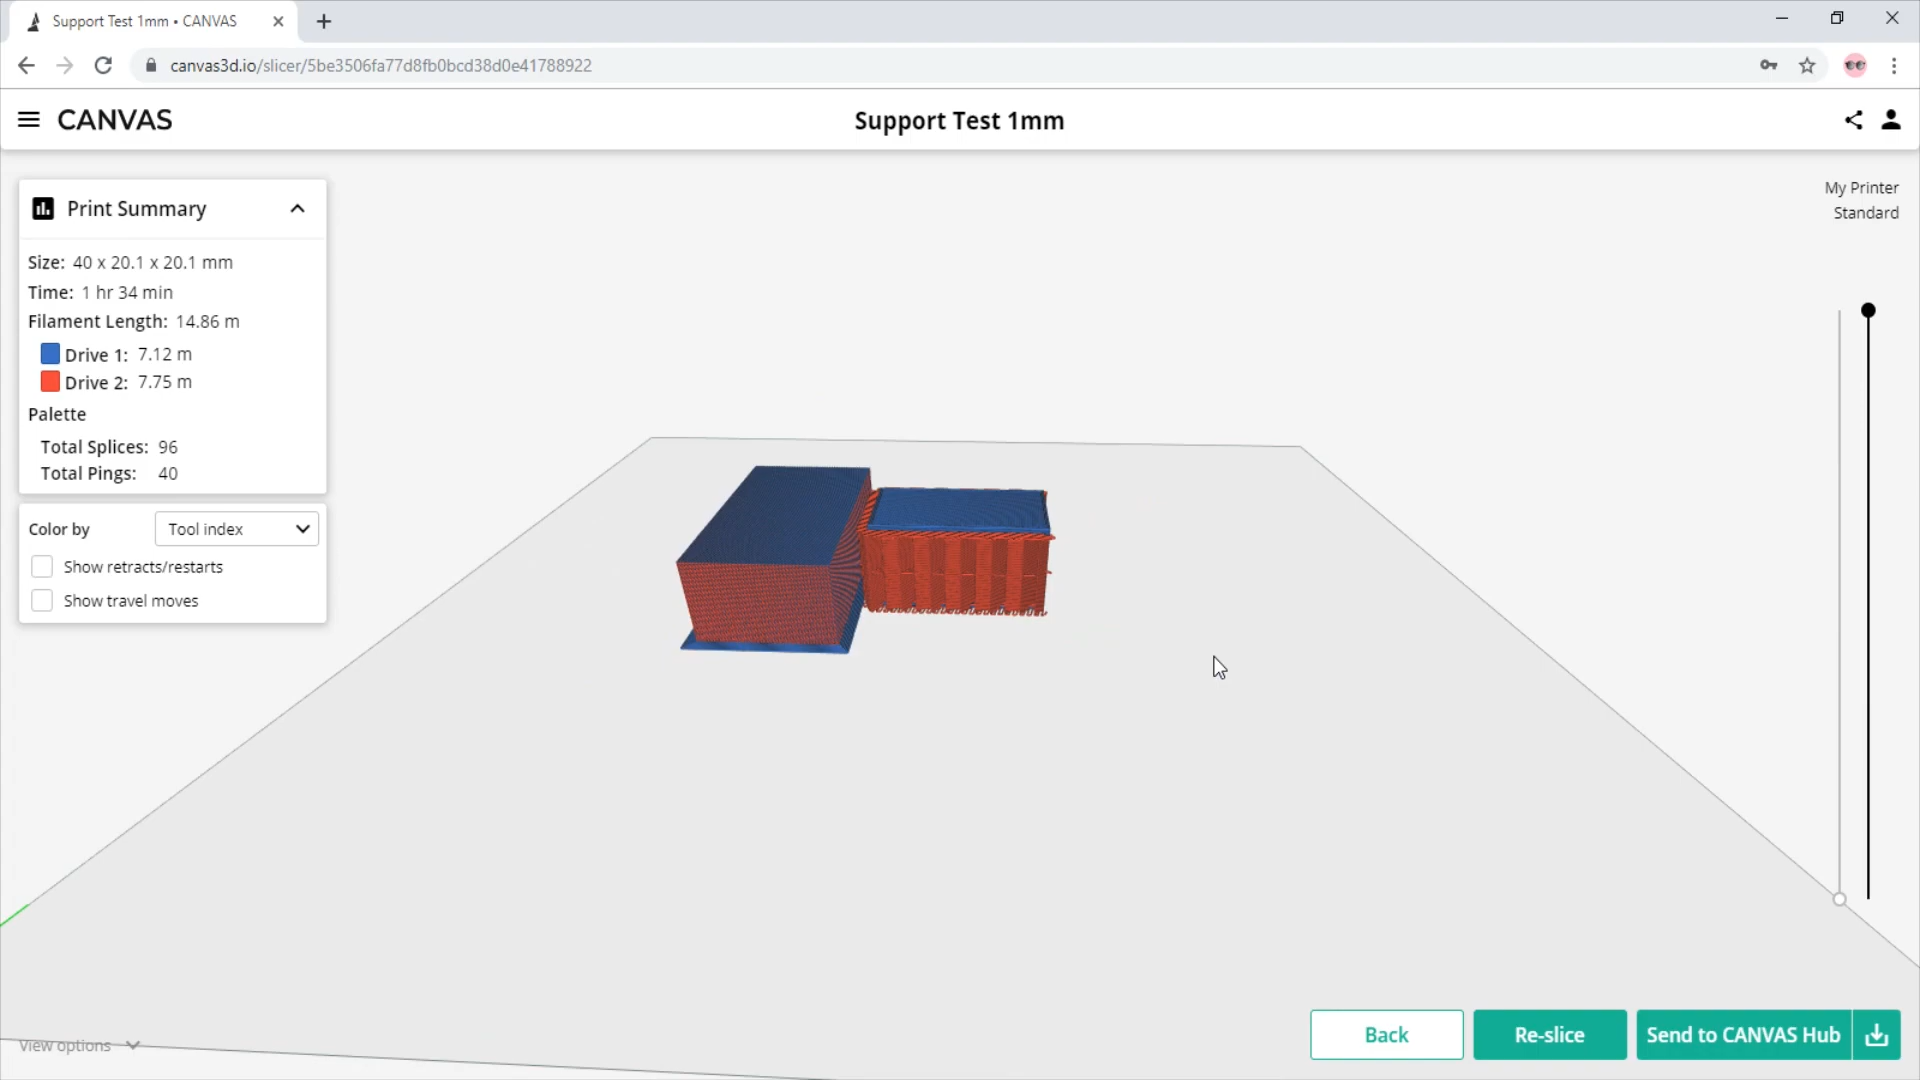 Support Test 1mm • CANVAS
canvas3d.io/slicer/5be3506fa77d8fb0bcd38d0e41788922
CANVAS
Support Test 1mm
My Printer
Standard
Print Summary
Size: 40 x 20.1 x 20.1 mm
Time: 1 hr 34 min
Filament Length: 14.86 m
Drive 1: 7.12 m
Drive 2: 7.75 m
Palette
Total Splices: 96
Total Pings: 40
Color by Tool index
Show retracts/restarts
Show travel moves
View options
Back
Re-slice
Send to CANVAS Hub